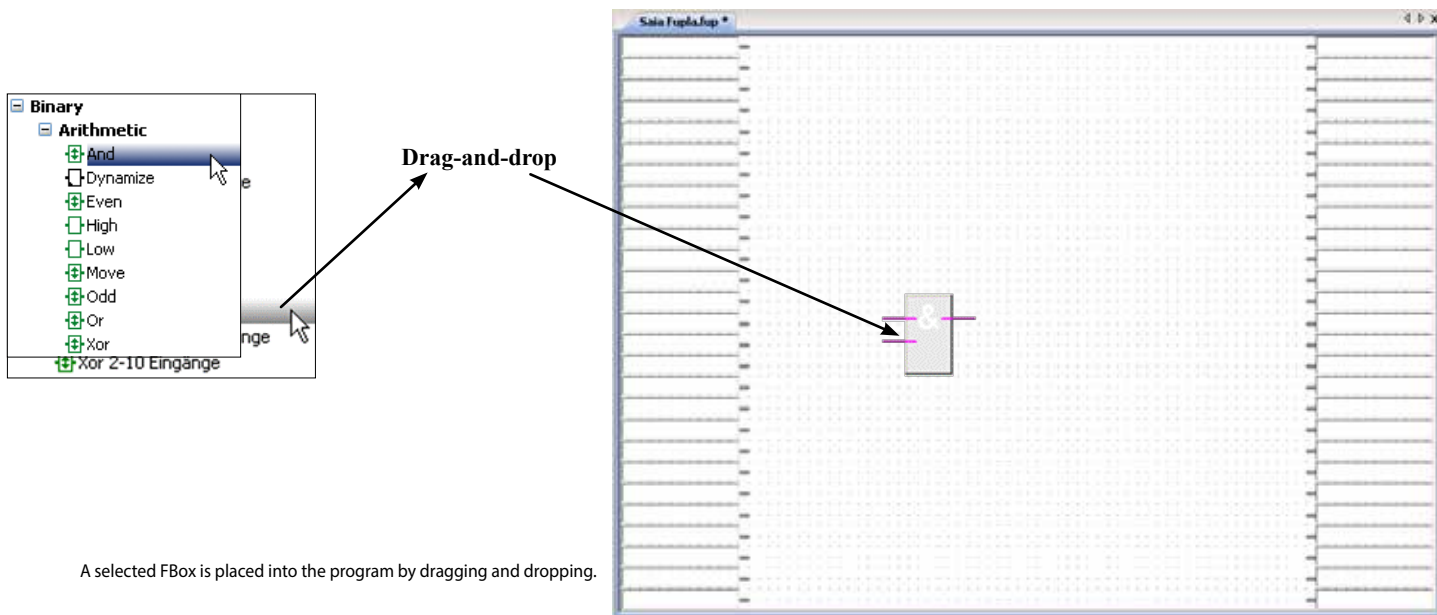 Saia Fupla.fup *
Binary
Arithmetic
And
Dynamize
e
Even
High
Low
Move
Odd
Or
Xor
nge
Xor 2-10 Eingänge
Drag-and-drop
&
A selected FBox is placed into the program by dragging and dropping.